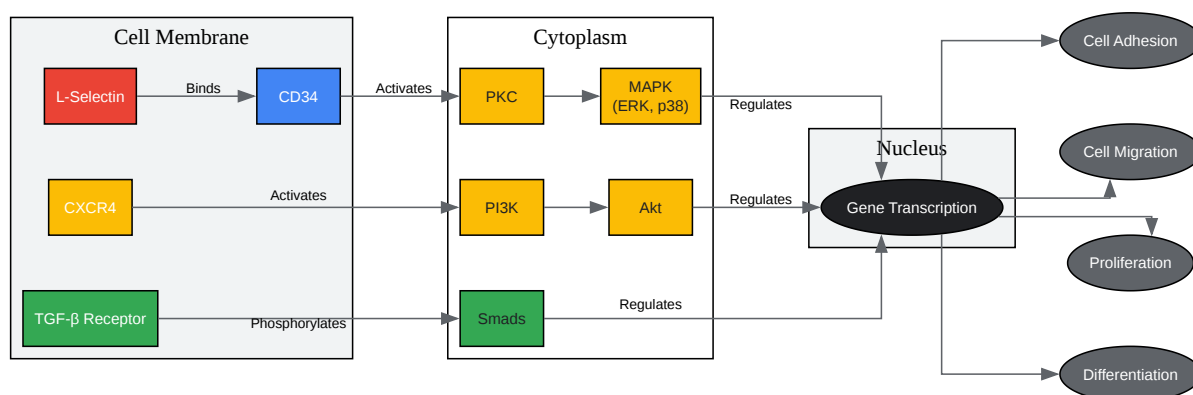 Cell Membrane
Cytoplasm
Nucleus
L-Selectin
Binds
CD34
Activates
PKC
MAPK
(ERK, p38)
Regulates
CXCR4
Activates
PI3K
Akt
Regulates
Gene Transcription
TGF-β Receptor
Phosphorylates
Smads
Regulates
Cell Adhesion
Cell Migration
Proliferation
Differentiation